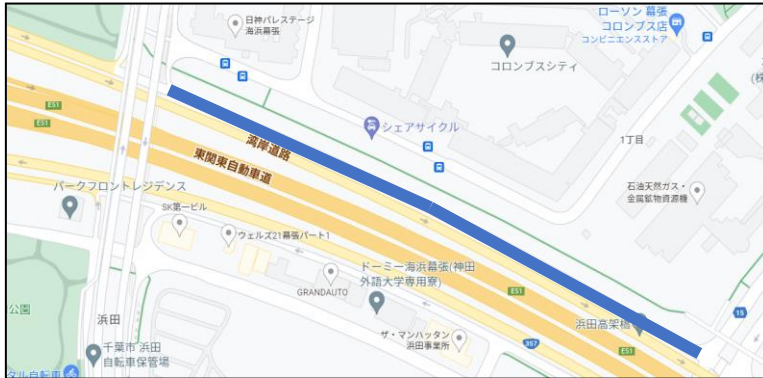 日神パレステージ
海浜幕張
ローソン 幕張
コロンブス店
コンビニエンスストア
コロンブスシティ
(株
E51
E51
シェアサイクル
1丁目
湾岸道路
東関東自動車道
パークフロントレジデンス
石油天然ガス・
金属鉱物資源機
SK第一ビル
ウェルズ21幕張パート1
ドーミー海浜幕張(神田
外語大学専用寮)
GRANDAUTO
E51
公園
浜田
15
浜田高架橋
ザ・マンハッタン
浜田事業所
357
E51
千葉市 浜田
自転車保管場
タル自転車